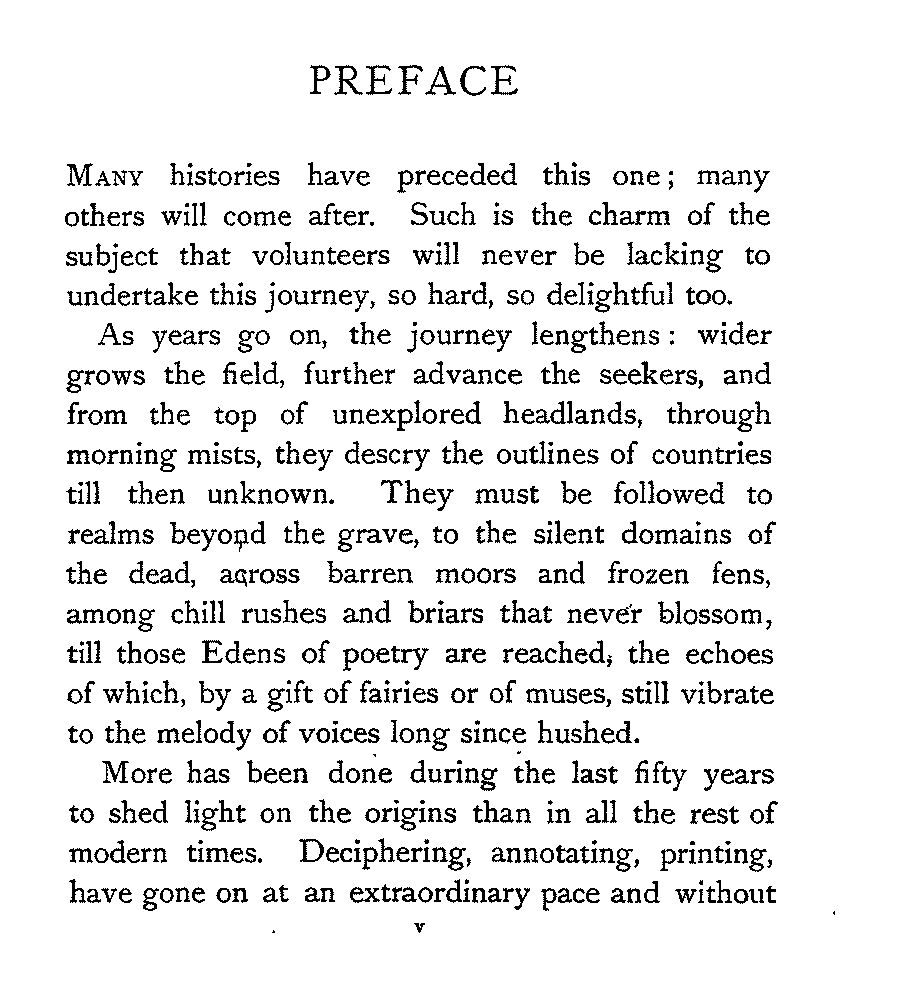 PREFACE
MANY histories have preceded this one; many
others will come after. Such is the charm of the
subject that volunteers will never be lacking to
undertake this journey, so hard, so delightful too.
As years go on, the journey lengthens: wider
grows the field, further advance the seekers, and
from the top of unexplored headlands, through
morning mists, they descry the outlines of countries
till then unknown. They must be followed to
realms beyond the grave, to the silent domains of
the dead, across barren moors and frozen fens,
among chill rushes and briars that never blossom,
till those Edens of poetry are reached, the echoes
of which, by a gift of fairies or of muses, still vibrate
to the melody of voices long since hushed.
More has been done during the last fifty years
to shed light on the origins than in all the rest of
modern times. Deciphering, annotating, printing,
have gone on at an extraordinary pace and without
v